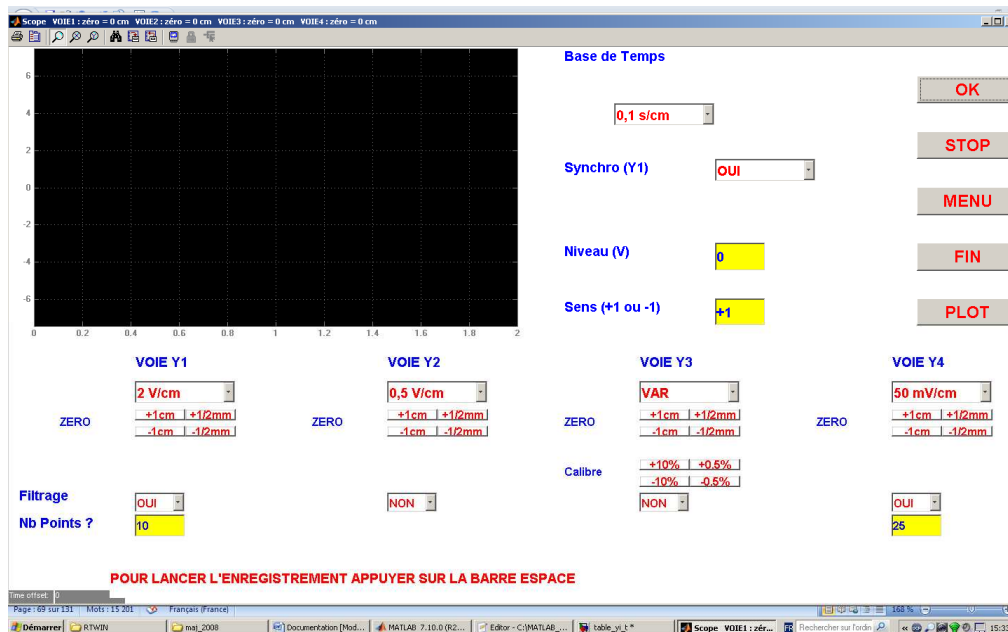 Scope VOIE1 : zéro = 0 cm VOIE2 : zéro = 0 cm VOIE3 : zéro = 0 cm VOIE4 : zéro = 0 cm
Base de Temps
0,1 s/cm
OK
STOP
Synchro (Y1) OUI
MENU
Niveau (V) 0
FIN
Sens (+1 ou -1) +1
PLOT
6
4
2
0
-2
-4
-6
0 0.2 0.4 0.6 0.8 1 1.2 1.4 1.6 1.8 2
VOIE Y1 VOIE Y2 VOIE Y3 VOIE Y4
2 V/cm 0,5 V/cm VAR 50 mV/cm
ZERO +1cm +1/2mm ZERO +1cm +1/2mm ZERO +1cm +1/2mm ZERO +1cm +1/2mm
-1cm -1/2mm -1cm -1/2mm -1cm -1/2mm -1cm -1/2mm
Calibre +10% +0.5%
-10% -0.5%
Filtrage OUI NON NON OUI
Nb Points ? 10 25
POUR LANCER L'ENREGISTREMENT APPUYER SUR LA BARRE ESPACE
Time offset: 0
Page : 69 sur 131 Mots : 15 201 Français (France) 168 %
Démarrer RTWIN maj_2008 Documentation [Mod... MATLAB 7.10.0 (R2... Editor - C:\MATLAB_... table_yi_t * Scope VOIE1 : zér... FR Rechercher sur l'ordin